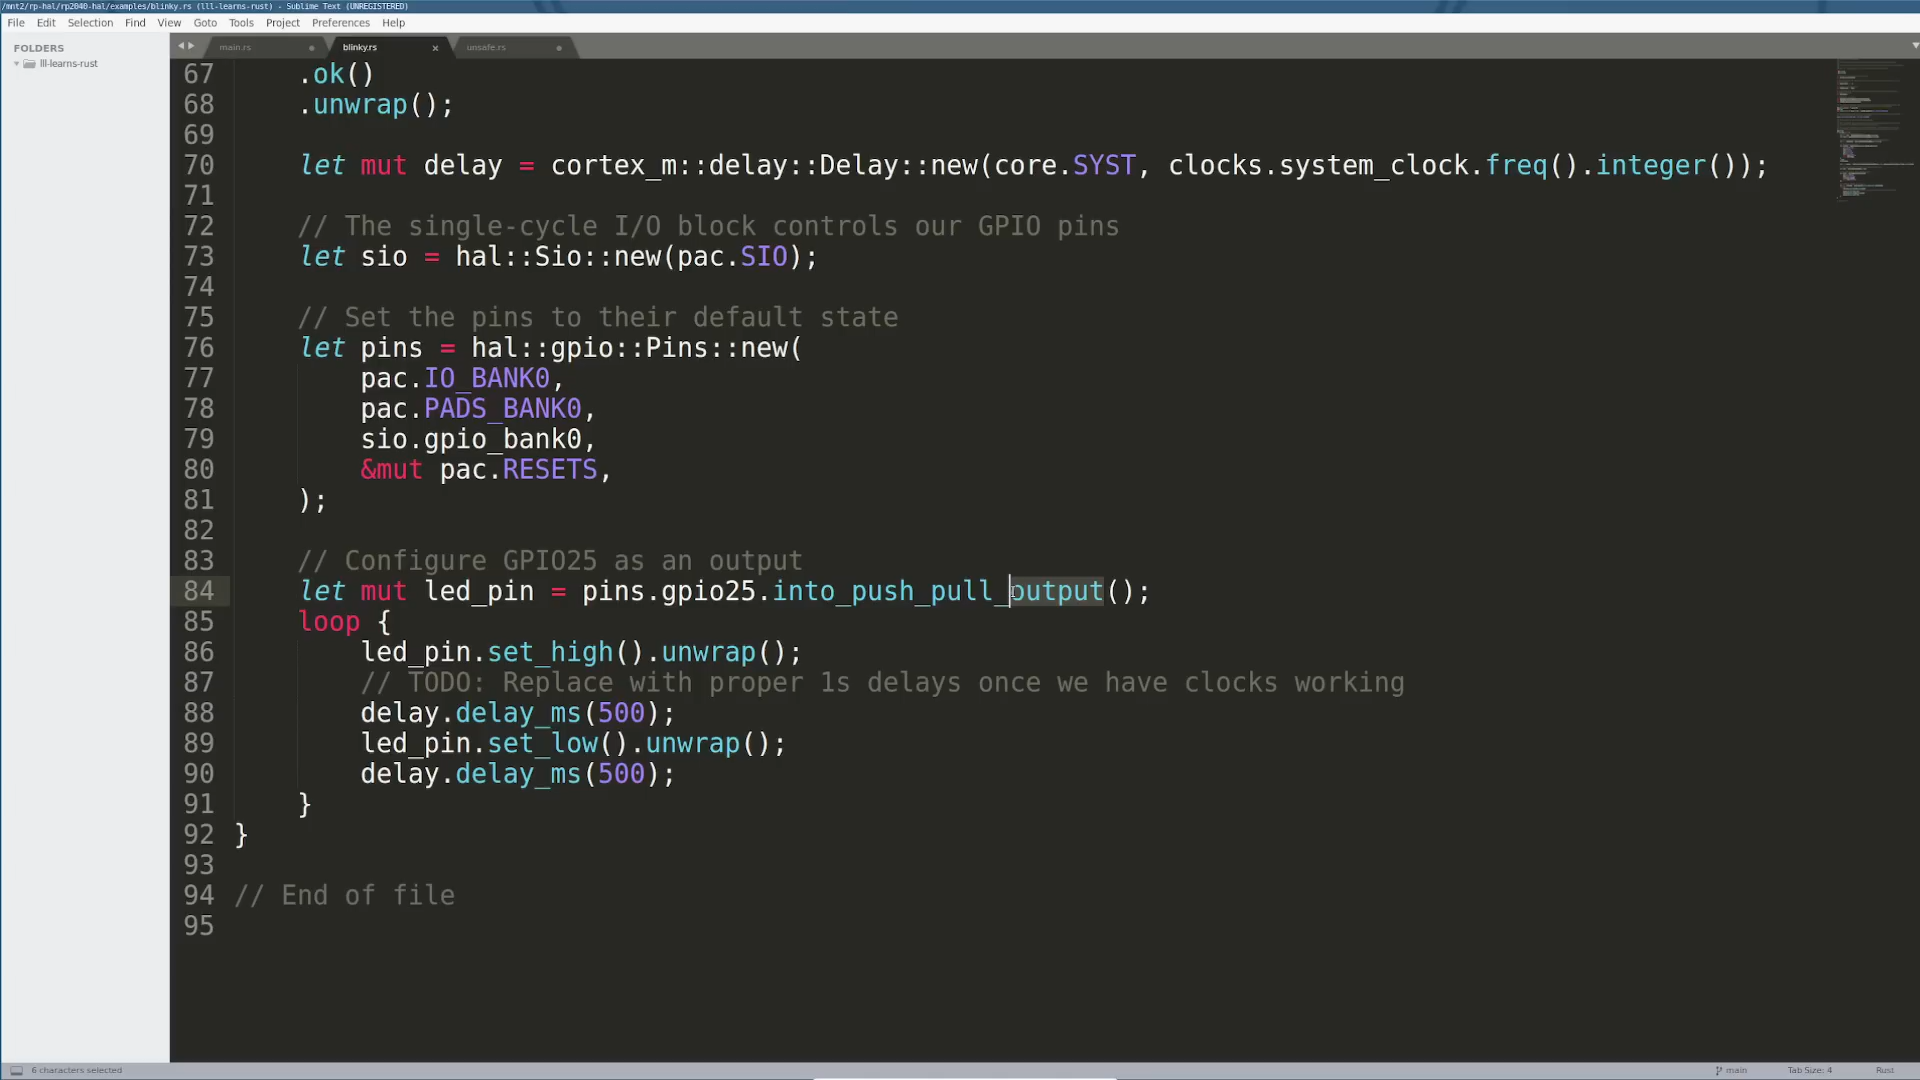 /mnt2/rp-hal/rp2040-hal/examples/blinky.rs (lll-learns-rust) - Sublime Text (UNREGISTERED)
File Edit Selection Find View Goto Tools Project Preferences Help
FOLDERS
lll-learns-rust
main.rs blinky.rs unsafe.rs
67 .ok()
68 .unwrap();
69
70 let mut delay = cortex_m::delay::Delay::new(core.SYST, clocks.system_clock.freq().integer());
71
72 // The single-cycle I/O block controls our GPIO pins
73 let sio = hal::Sio::new(pac.SIO);
74
75 // Set the pins to their default state
76 let pins = hal::gpio::Pins::new(
77 pac.IO_BANK0,
78 pac.PADS_BANK0,
79 sio.gpio_bank0,
80 &mut pac.RESETS,
81 );
82
83 // Configure GPIO25 as an output
84 let mut led_pin = pins.gpio25.into_push_pull_output();
85 loop {
86 led_pin.set_high().unwrap();
87 // TODO: Replace with proper 1s delays once we have clocks working
88 delay.delay_ms(500);
89 led_pin.set_low().unwrap();
90 delay.delay_ms(500);
91 }
92 }
93
94 // End of file
95
6 characters selected main Tab Size: 4 Rust